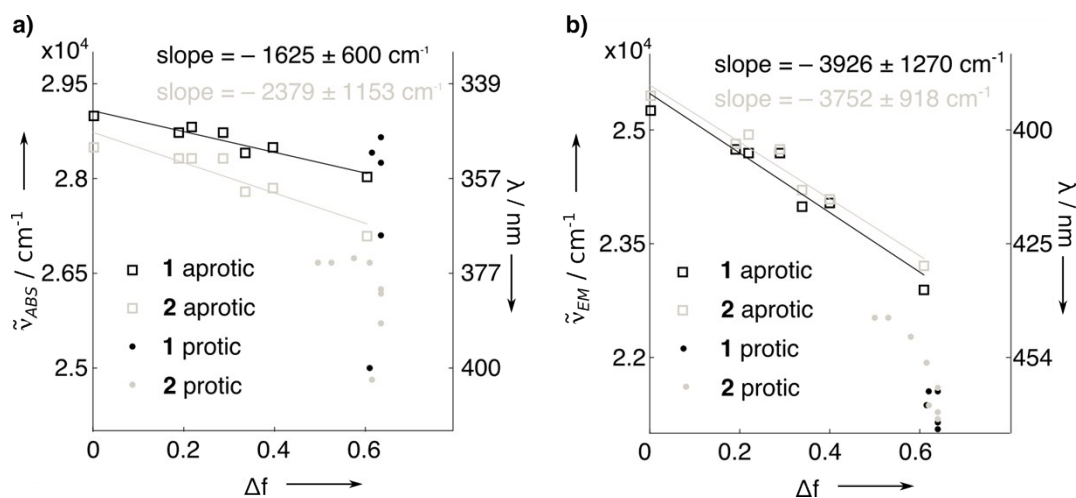 a)
x10⁴
slope = − 1625 ± 600 cm⁻¹
slope = − 2379 ± 1153 cm⁻¹
2.95
2.8
2.65
2.5
ṽ_ABS / cm⁻¹
339
357
377
400
λ / nm
1 aprotic
2 aprotic
1 protic
2 protic
0 0.2 0.4 0.6
Δf
b)
x10⁴
slope = − 3926 ± 1270 cm⁻¹
slope = − 3752 ± 918 cm⁻¹
2.5
2.35
2.2
ṽ_EM / cm⁻¹
400
425
454
λ / nm
1 aprotic
2 aprotic
1 protic
2 protic
0 0.2 0.4 0.6
Δf